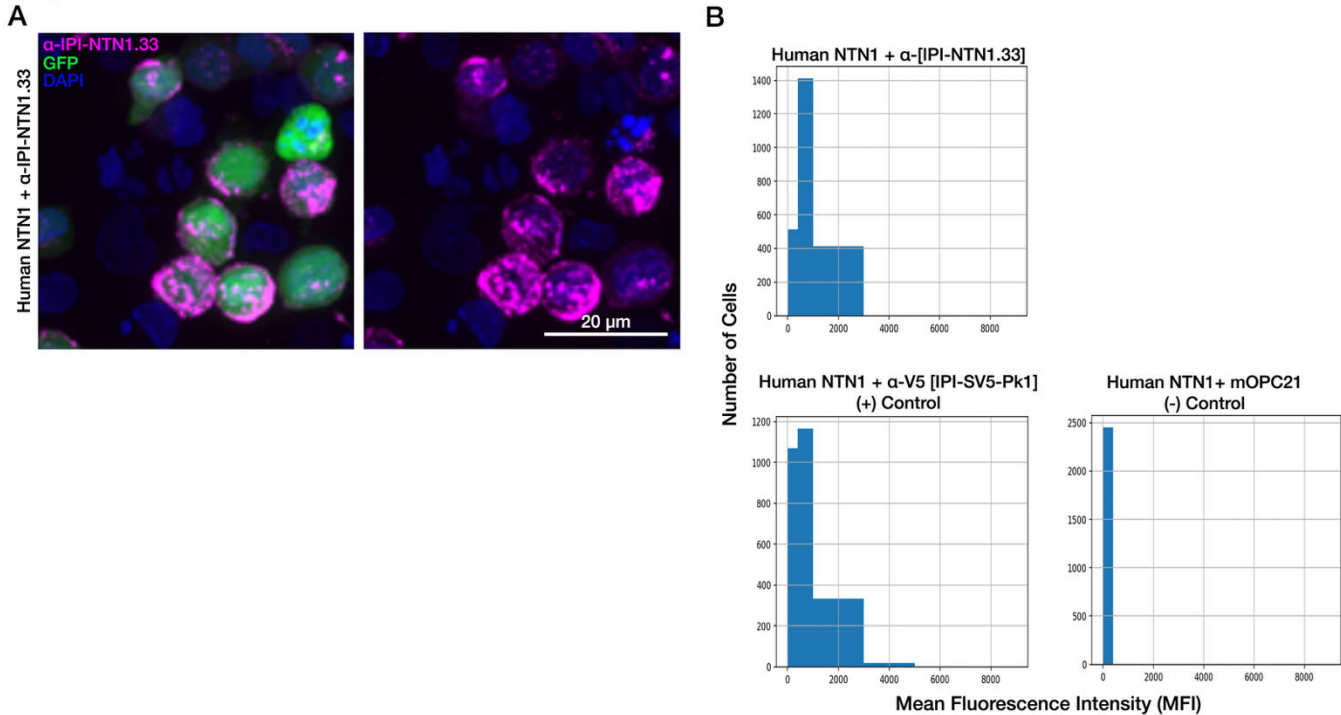 A
Human NTN1 + α-IPI-NTN1.33
α-IPI-NTN1.33
GFP
DAPI
20 µm
B
Number of Cells
Human NTN1 + α-[IPI-NTN1.33]
1400
1200
1000
800
600
400
200
0
0 2000 4000 6000 8000
Human NTN1 + α-V5 [IPI-SV5-Pk1]
(+) Control
1200
1000
800
600
400
200
0
0 2000 4000 6000 8000
Human NTN1+ mOPC21
(-) Control
2500
2000
1500
1000
500
0
0 2000 4000 6000 8000
Mean Fluorescence Intensity (MFI)